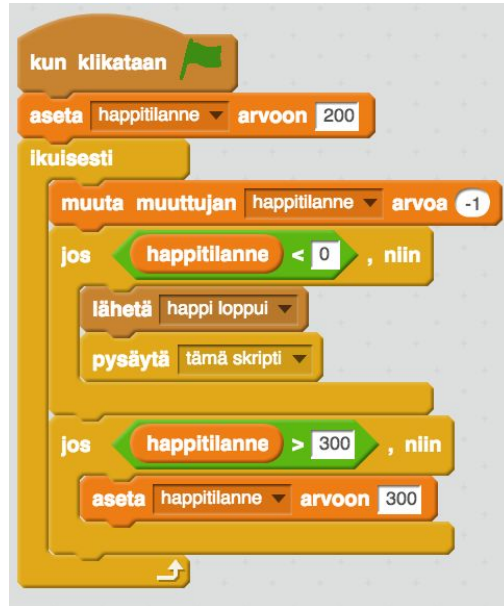 kun klikataan
aseta happitilanne arvoon 200
ikuisesti
muuta muuttujan happitilanne arvoa -1
jos happitilanne < 0 , niin
lähetä happi loppui
pysäytä tämä skripti
jos happitilanne > 300 , niin
aseta happitilanne arvoon 300